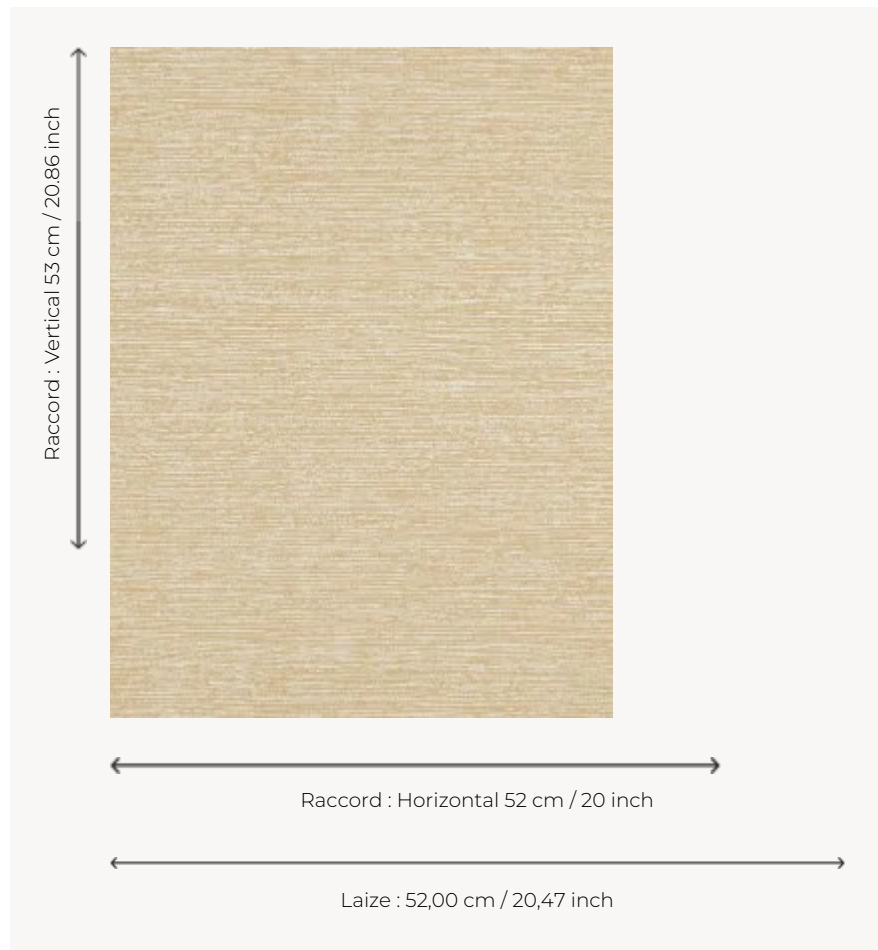 Raccord : Vertical 53 cm / 20.86 inch
Raccord : Horizontal 52 cm / 20 inch
Laize : 52,00 cm / 20,47 inch